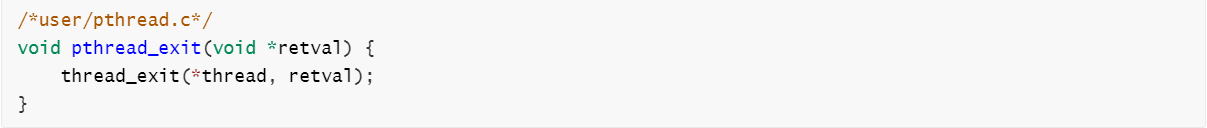 /*user/pthread.c*/
void pthread_exit(void *retval) {
    thread_exit(*thread, retval);
}